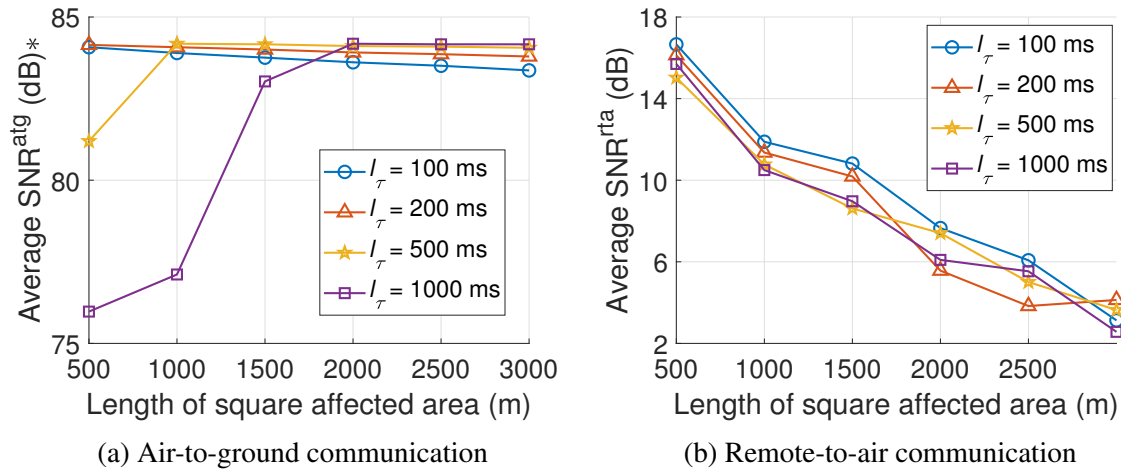 85
80
75
Average SNR^atg (dB)*
l_τ = 100 ms
l_τ = 200 ms
l_τ = 500 ms
l_τ = 1000 ms
500 1000 1500 2000 2500 3000
Length of square affected area (m)
(a) Air-to-ground communication
18
14
10
6
2
Average SNR^rta (dB)
l_τ = 100 ms
l_τ = 200 ms
l_τ = 500 ms
l_τ = 1000 ms
500 1000 1500 2000 2500
Length of square affected area (m)
(b) Remote-to-air communication